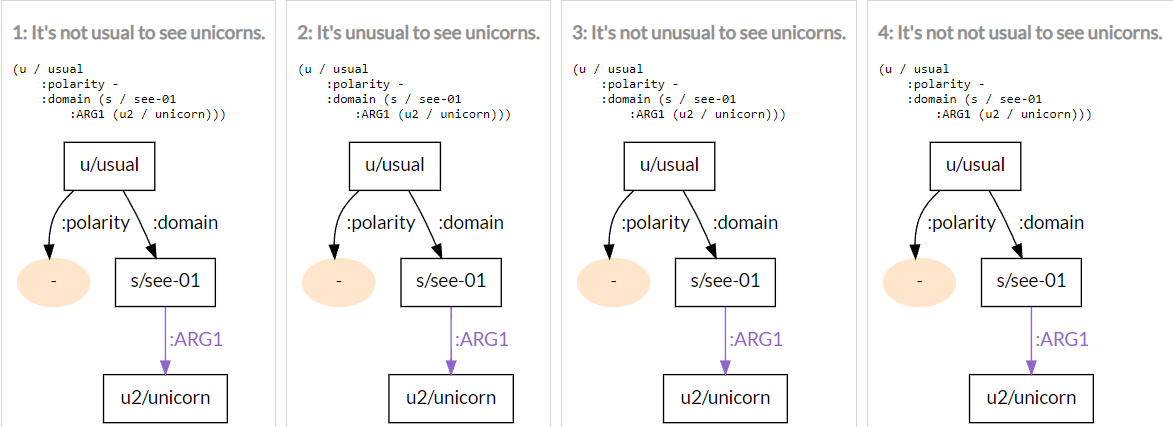 1: It's not usual to see unicorns.
(u / usual
    :polarity -
    :domain (s / see-01
        :ARG1 (u2 / unicorn)))
u/usual
:polarity :domain
- s/see-01
:ARG1
u2/unicorn
2: It's unusual to see unicorns.
(u / usual
    :polarity -
    :domain (s / see-01
        :ARG1 (u2 / unicorn)))
u/usual
:polarity :domain
- s/see-01
:ARG1
u2/unicorn
3: It's not unusual to see unicorns.
(u / usual
    :polarity -
    :domain (s / see-01
        :ARG1 (u2 / unicorn)))
u/usual
:polarity :domain
- s/see-01
:ARG1
u2/unicorn
4: It's not not usual to see unicorns.
(u / usual
    :polarity -
    :domain (s / see-01
        :ARG1 (u2 / unicorn)))
u/usual
:polarity :domain
- s/see-01
:ARG1
u2/unicorn